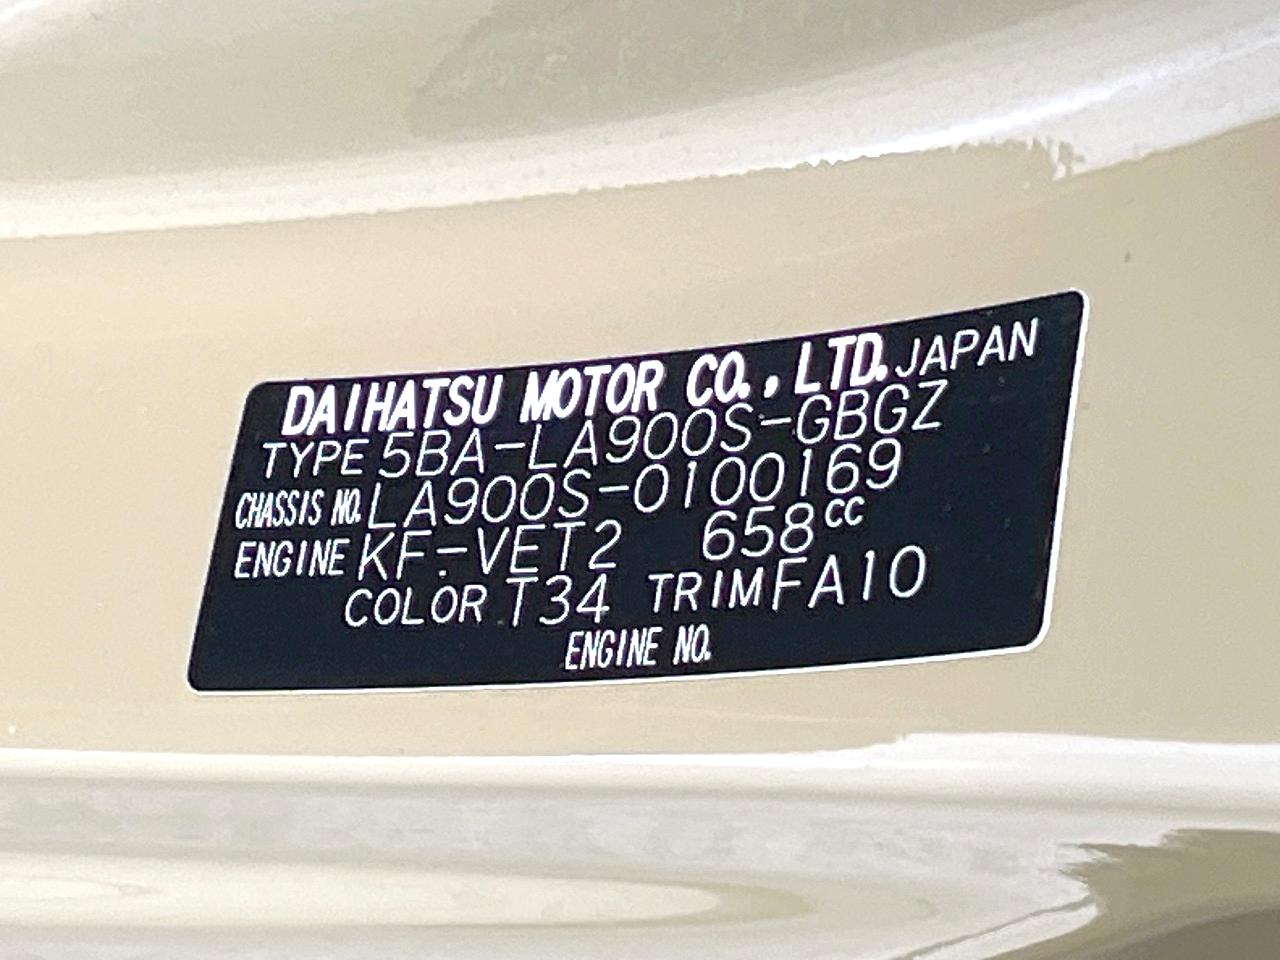 DAIHATSU MOTOR CO., LTD. JAPAN
TYPE 5BA-LA900S-GBGZ
CHASSIS NO. LA900S-0100169
ENGINE KF-VET2 658cc
COLOR T34 TRIM FA10
ENGINE NO.